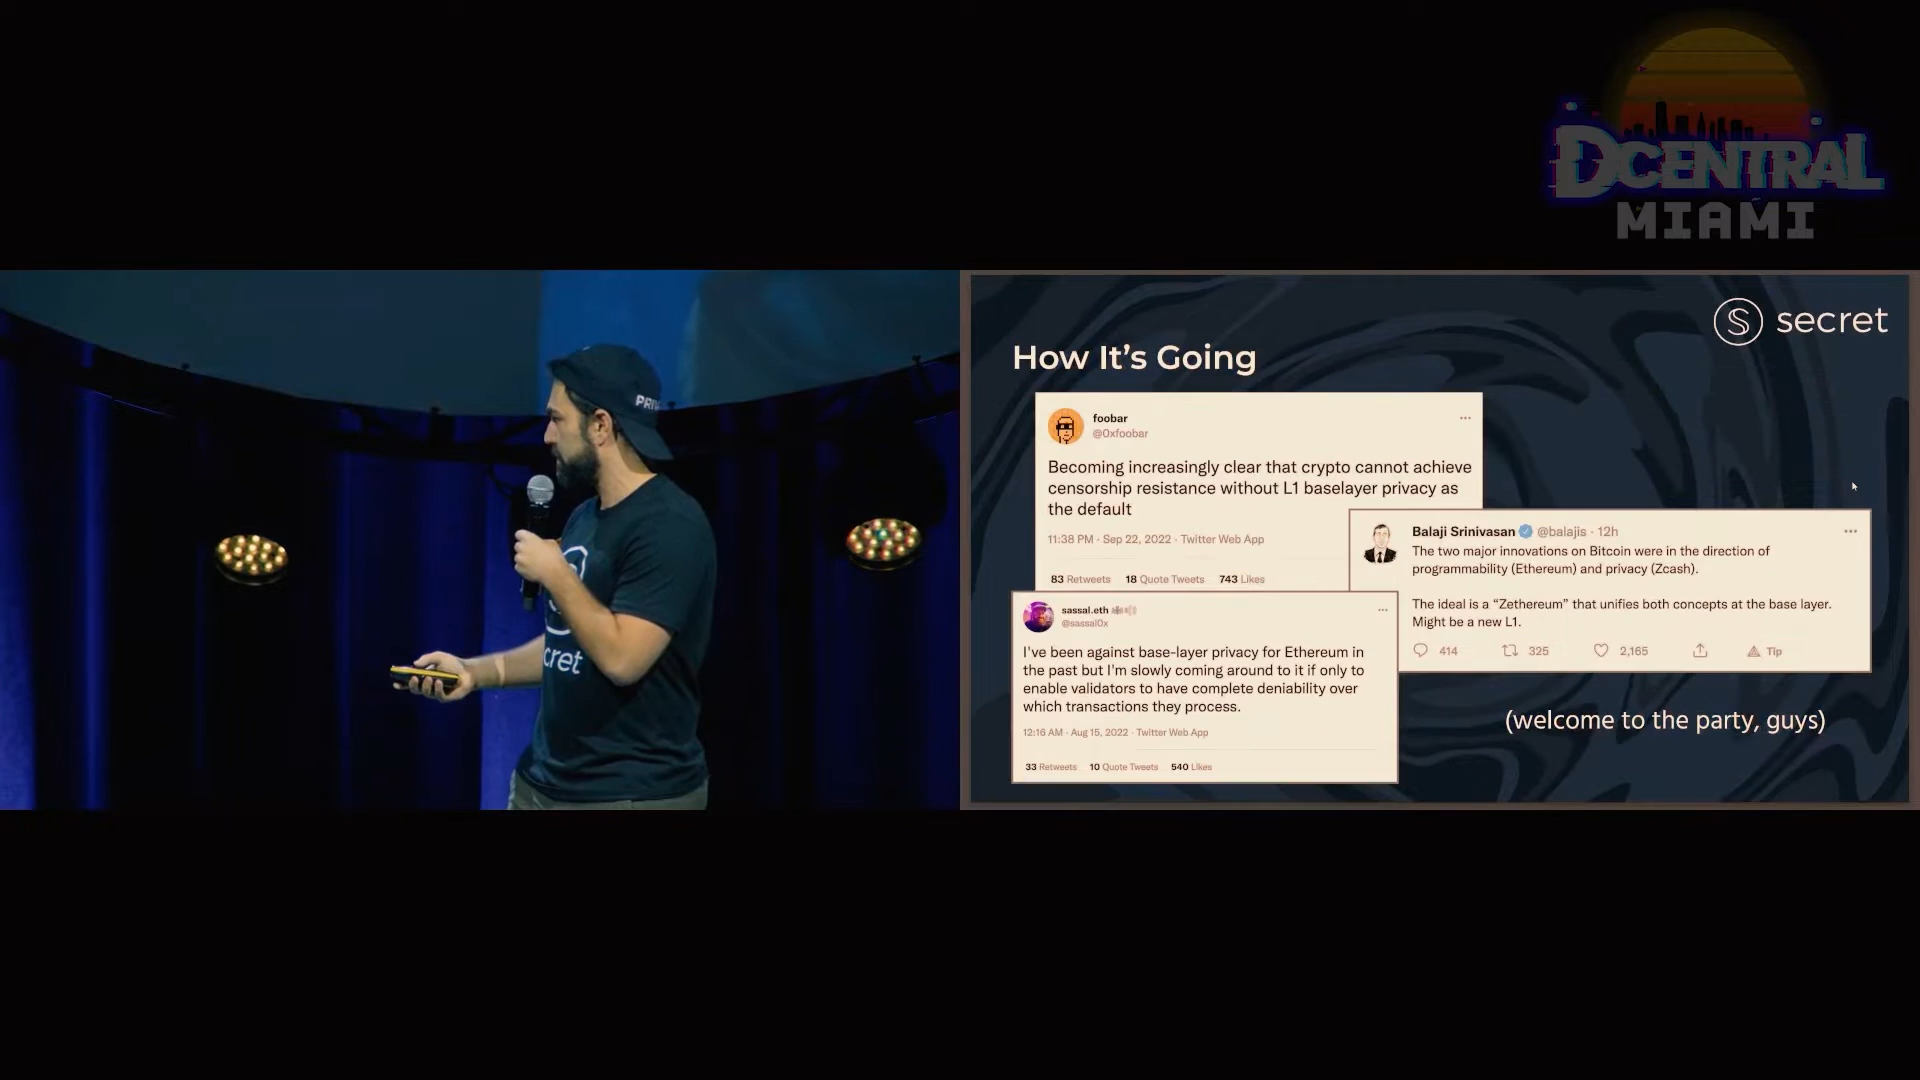 DCENTRAL
MIAMI
PRIV
cret
secret
How It's Going
foobar
@0xfoobar
Becoming increasingly clear that crypto cannot achieve
censorship resistance without L1 baselayer privacy as
the default
11:38 PM · Sep 22, 2022 · Twitter Web App
83 Retweets 18 Quote Tweets 743 Likes
Balaji Srinivasan @balajis · 12h
The two major innovations on Bitcoin were in the direction of
programmability (Ethereum) and privacy (Zcash).
The ideal is a “Zethereum” that unifies both concepts at the base layer.
Might be a new L1.
414 325 2,165 Tip
sassal.eth
@sassal0x
I've been against base-layer privacy for Ethereum in
the past but I'm slowly coming around to it if only to
enable validators to have complete deniability over
which transactions they process.
12:16 AM · Aug 15, 2022 · Twitter Web App
33 Retweets 10 Quote Tweets 540 Likes
(welcome to the party, guys)